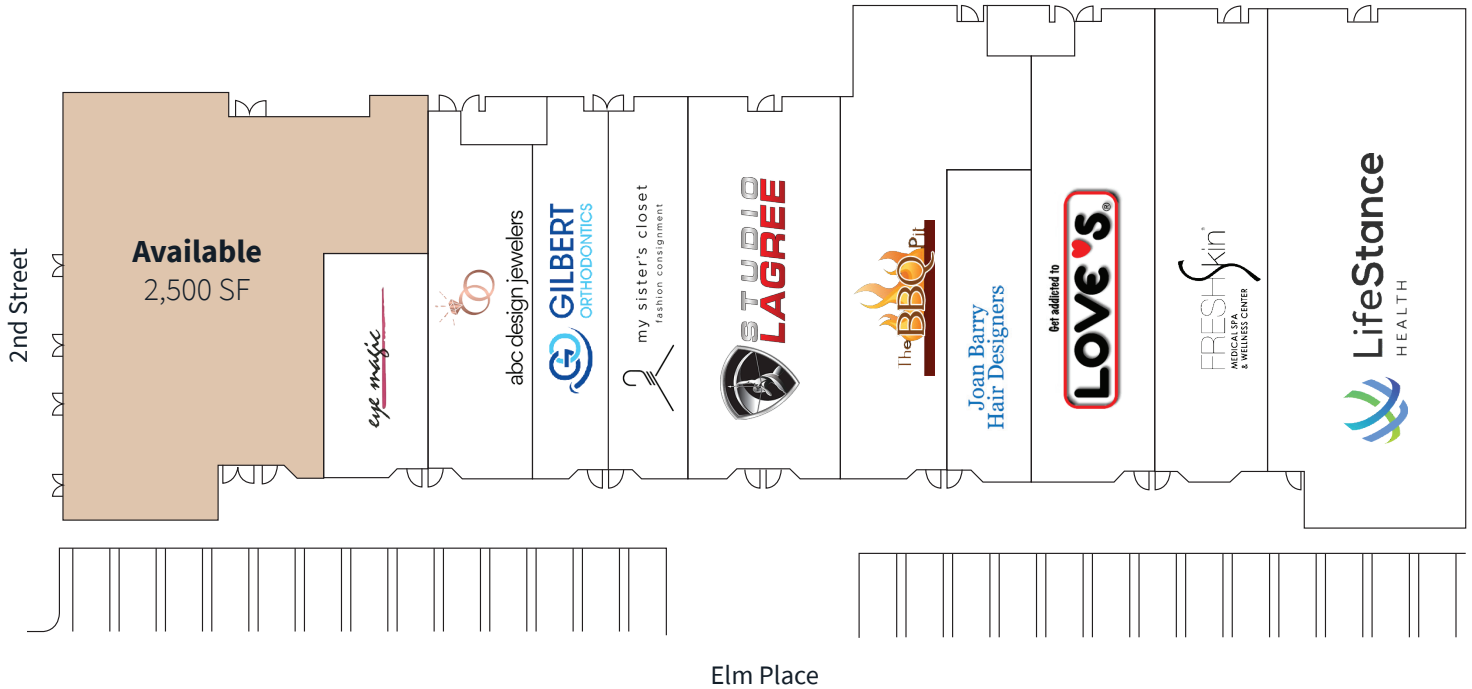 2nd Street
Available
2,500 SF
eye magic
abc design jewelers
GILBERT
ORTHODONTICS
my sister's closet
fashion consignment
STUDIO
LAGREE
The BBQ Pit
Joan Barry
Hair Designers
Get addicted to
LOVE'S®
FRESHSkin®
MEDICAL SPA
& WELLNESS CENTER
LifeStance
HEALTH
Elm Place